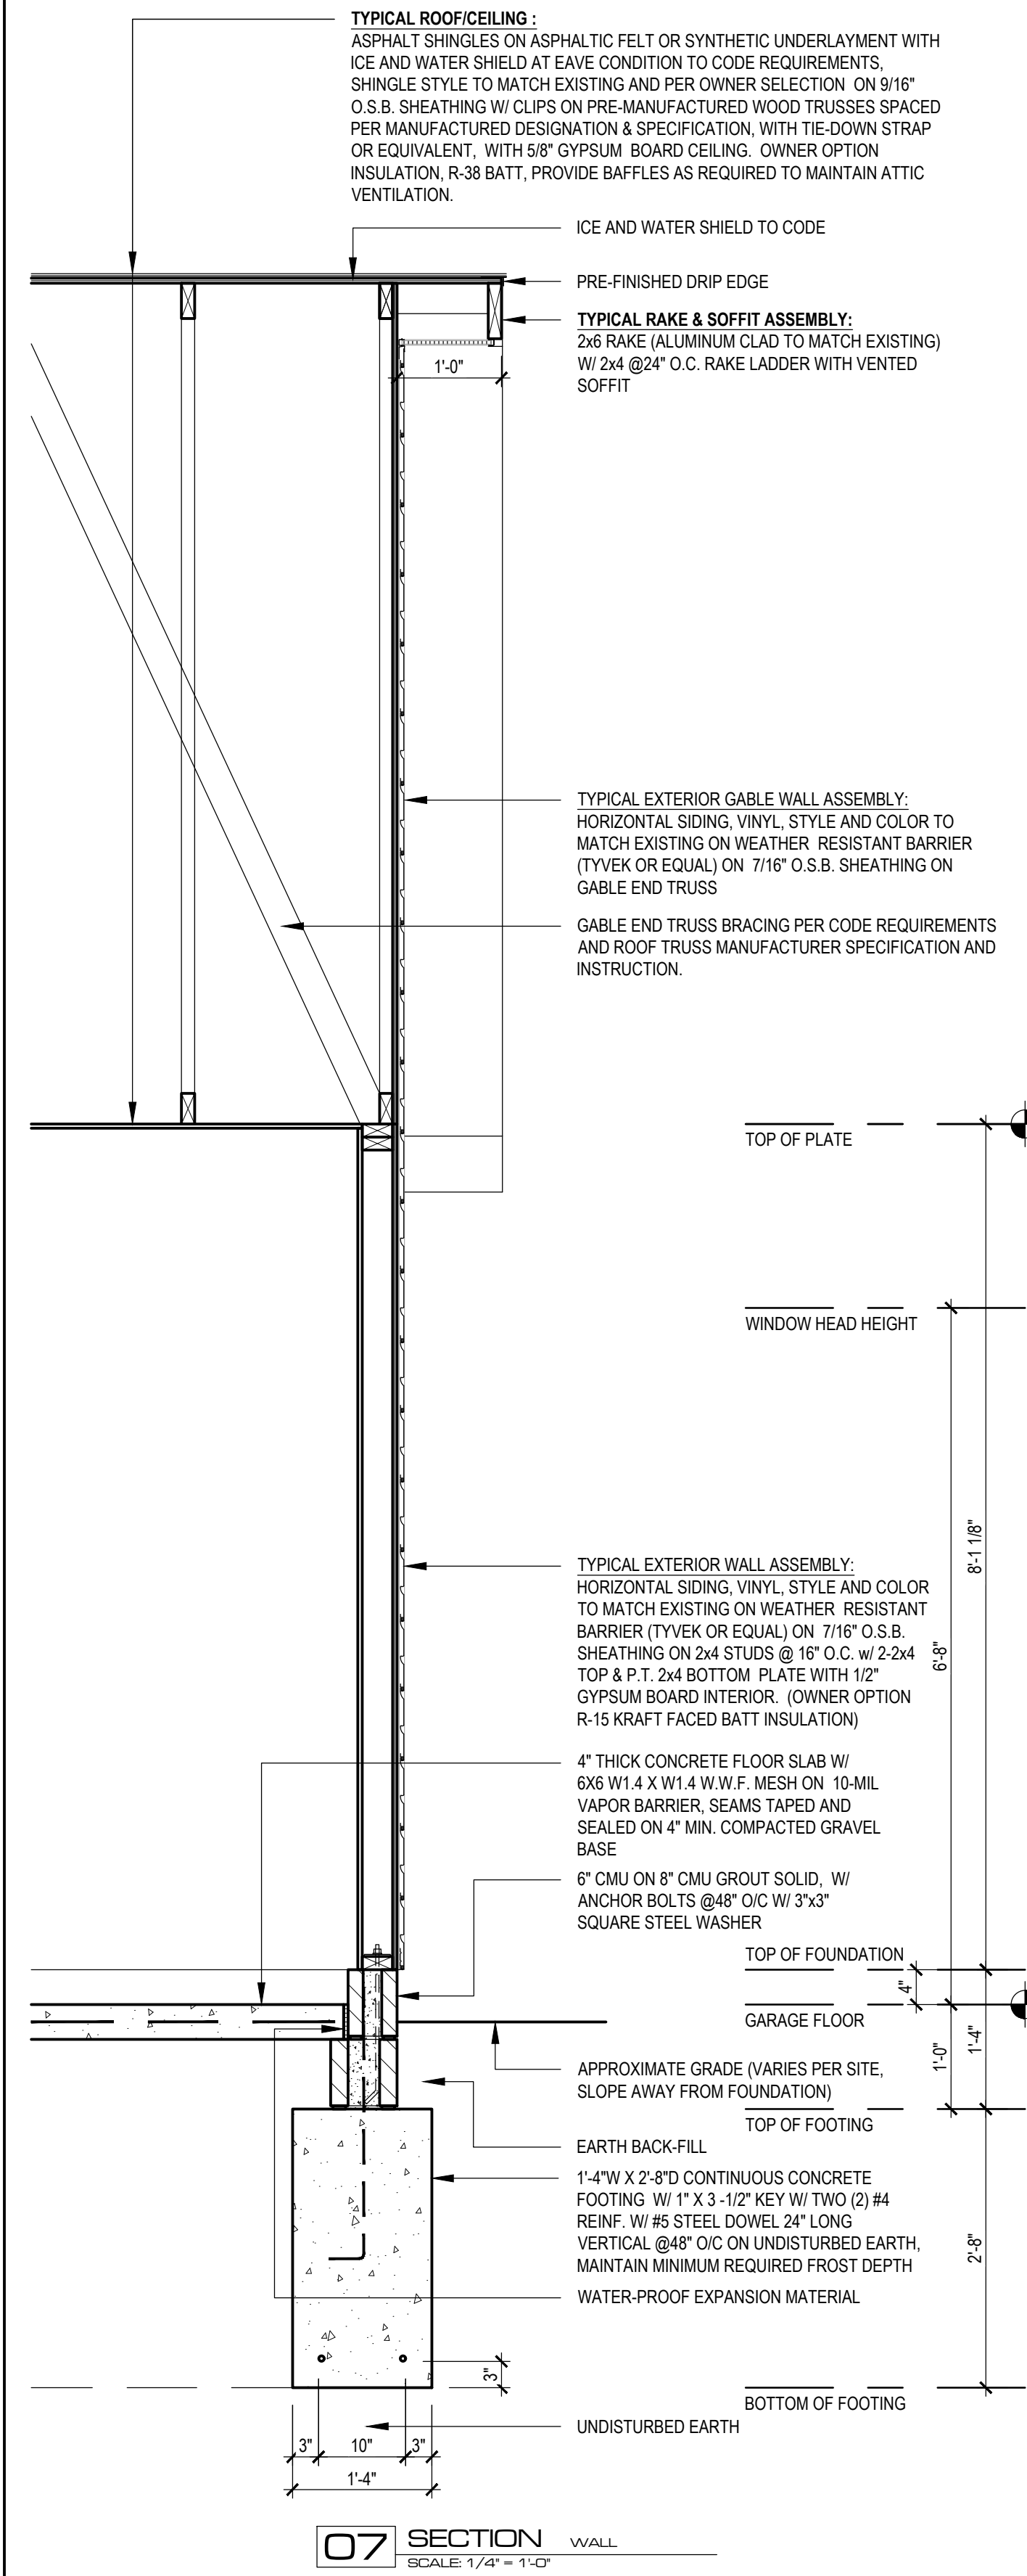 TYPICAL ROOF/CEILING :
ASPHALT SHINGLES ON ASPHALTIC FELT OR SYNTHETIC UNDERLAYMENT WITH
ICE AND WATER SHIELD AT EAVE CONDITION TO CODE REQUIREMENTS,
SHINGLE STYLE TO MATCH EXISTING AND PER OWNER SELECTION ON 9/16"
O.S.B. SHEATHING W/ CLIPS ON PRE-MANUFACTURED WOOD TRUSSES SPACED
PER MANUFACTURED DESIGNATION & SPECIFICATION, WITH TIE-DOWN STRAP
OR EQUIVALENT, WITH 5/8" GYPSUM BOARD CEILING. OWNER OPTION
INSULATION, R-38 BATT, PROVIDE BAFFLES AS REQUIRED TO MAINTAIN ATTIC
VENTILATION.
ICE AND WATER SHIELD TO CODE
PRE-FINISHED DRIP EDGE
TYPICAL RAKE & SOFFIT ASSEMBLY:
2x6 RAKE (ALUMINUM CLAD TO MATCH EXISTING)
W/ 2x4 @24" O.C. RAKE LADDER WITH VENTED
SOFFIT
1'-0"
TYPICAL EXTERIOR GABLE WALL ASSEMBLY:
HORIZONTAL SIDING, VINYL, STYLE AND COLOR TO
MATCH EXISTING ON WEATHER RESISTANT BARRIER
(TYVEK OR EQUAL) ON 7/16" O.S.B. SHEATHING ON
GABLE END TRUSS
GABLE END TRUSS BRACING PER CODE REQUIREMENTS
AND ROOF TRUSS MANUFACTURER SPECIFICATION AND
INSTRUCTION.
TOP OF PLATE
WINDOW HEAD HEIGHT
8'-1 1/8"
6'-8"
TYPICAL EXTERIOR WALL ASSEMBLY:
HORIZONTAL SIDING, VINYL, STYLE AND COLOR
TO MATCH EXISTING ON WEATHER RESISTANT
BARRIER (TYVEK OR EQUAL) ON 7/16" O.S.B.
SHEATHING ON 2x4 STUDS @ 16" O.C. w/ 2-2x4
TOP & P.T. 2x4 BOTTOM PLATE WITH 1/2"
GYPSUM BOARD INTERIOR. (OWNER OPTION
R-15 KRAFT FACED BATT INSULATION)
4" THICK CONCRETE FLOOR SLAB W/
6X6 W1.4 X W1.4 W.W.F. MESH ON 10-MIL
VAPOR BARRIER, SEAMS TAPED AND
SEALED ON 4" MIN. COMPACTED GRAVEL
BASE
6" CMU ON 8" CMU GROUT SOLID, W/
ANCHOR BOLTS @48" O/C W/ 3"x3"
SQUARE STEEL WASHER
TOP OF FOUNDATION
4"
GARAGE FLOOR
1'-0"
1'-4"
APPROXIMATE GRADE (VARIES PER SITE,
SLOPE AWAY FROM FOUNDATION)
TOP OF FOOTING
EARTH BACK-FILL
1'-4"W X 2'-8"D CONTINUOUS CONCRETE
FOOTING W/ 1" X 3 -1/2" KEY W/ TWO (2) #4
REINF. W/ #5 STEEL DOWEL 24" LONG
VERTICAL @48" O/C ON UNDISTURBED EARTH,
MAINTAIN MINIMUM REQUIRED FROST DEPTH
2'-8"
WATER-PROOF EXPANSION MATERIAL
3"
BOTTOM OF FOOTING
UNDISTURBED EARTH
3" 10" 3"
1'-4"
07 SECTION WALL
SCALE: 1/4" = 1'-0"